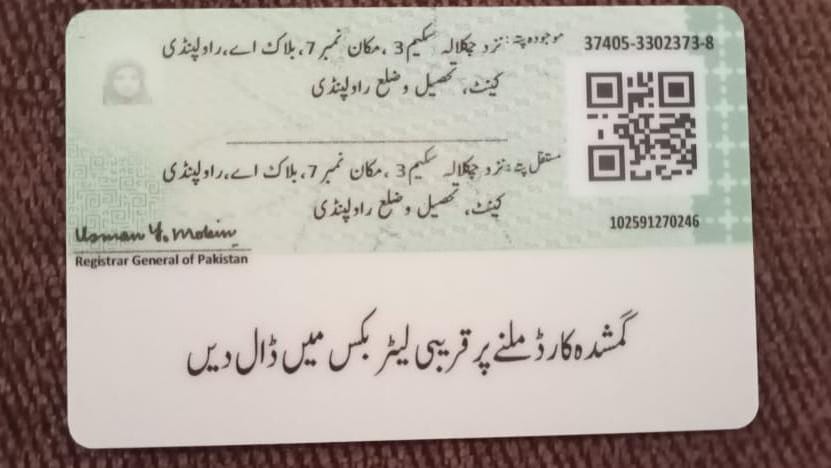 موجودہ پتہ: نزد چکلالہ سکیم 3 ، مکان نمبر 7، بلاک اے، راولپنڈی
کینٹ، تحصیل و ضلع راولپنڈی
37405-3302373-8
مستقل پتہ: نزد چکلالہ سکیم 3 ، مکان نمبر 7، بلاک اے، راولپنڈی
کینٹ، تحصیل و ضلع راولپنڈی
102591270246
Usman Y. Mobin
Registrar General of Pakistan
گمشدہ کارڈ ملنے پر قریبی لیٹر بکس میں ڈال دیں